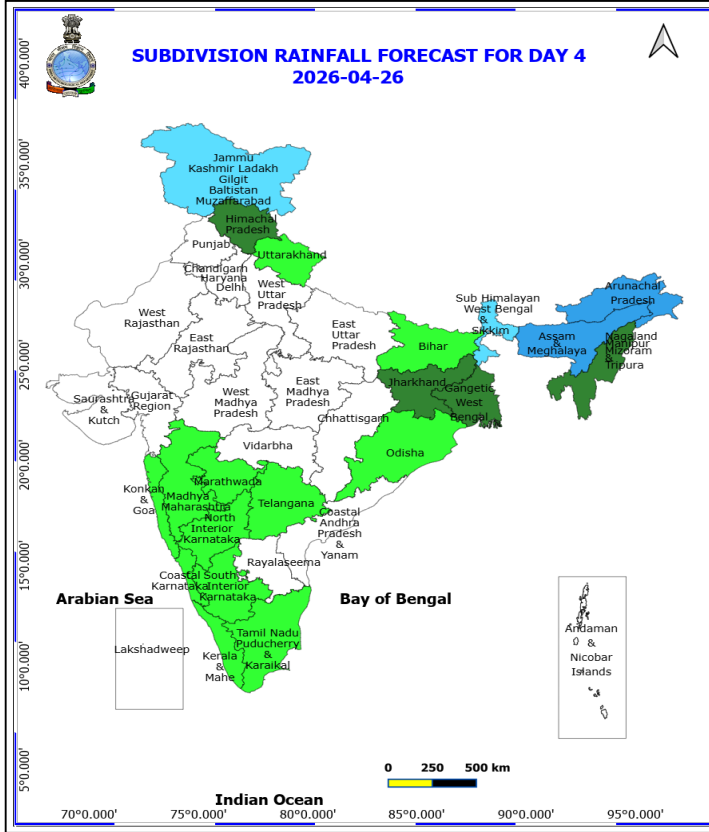 SUBDIVISION RAINFALL FORECAST FOR DAY 4
2026-04-26
40°0.000'
35°0.000'
30°0.000'
25°0.000'
20°0.000'
15°0.000'
10°0.000'
5°0.000'
Jammu
Kashmir Ladakh
Gilgit
Baltistan
Muzaffarabad
Himachal
Pradesh
Punjab
Uttarakhand
Chandigarh
Haryana
Delhi
West
Uttar
Pradesh
West
Rajasthan
East
Rajasthan
East
Uttar
Pradesh
Bihar
Sub Himalayan
West Bengal
&
Sikkim
Arunachal
Pradesh
Assam
&
Meghalaya
Nagaland
Manipur
Mizoram
&
Tripura
Jharkhand
Gangetic
West
Bengal
Saurashtra
&
Kutch
Gujarat
Region
West
Madhya
Pradesh
East
Madhya
Pradesh
Chhattisgarh
Odisha
Vidarbha
Konkan
&
Goa
Marathwada
Madhya
Maharashtra
Telangana
North
Interior
Karnataka
Coastal
Andhra
Pradesh
&
Yanam
Rayalaseema
Coastal
Karnataka
South
Interior
Karnataka
Tamil Nadu
Puducherry
&
Karaikal
Kerala
&
Mahe
Lakshadweep
Andaman
&
Nicobar
Islands
Arabian Sea
Bay of Bengal
Indian Ocean
0 250 500 km
70°0.000' 75°0.000' 80°0.000' 85°0.000' 90°0.000' 95°0.000'